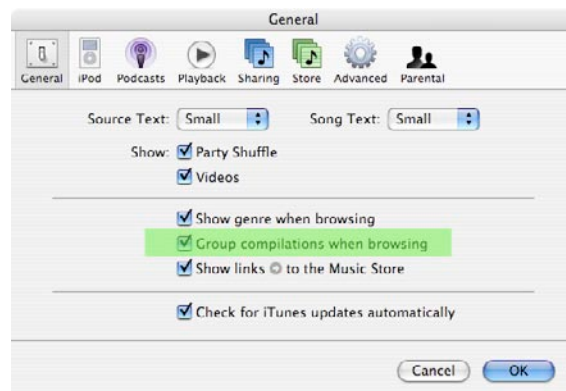 General
General iPod Podcasts Playback Sharing Store Advanced Parental
Source Text: Small Song Text: Small
Show: Party Shuffle
Videos
Show genre when browsing
Group compilations when browsing
Show links to the Music Store
Check for iTunes updates automatically
Cancel OK